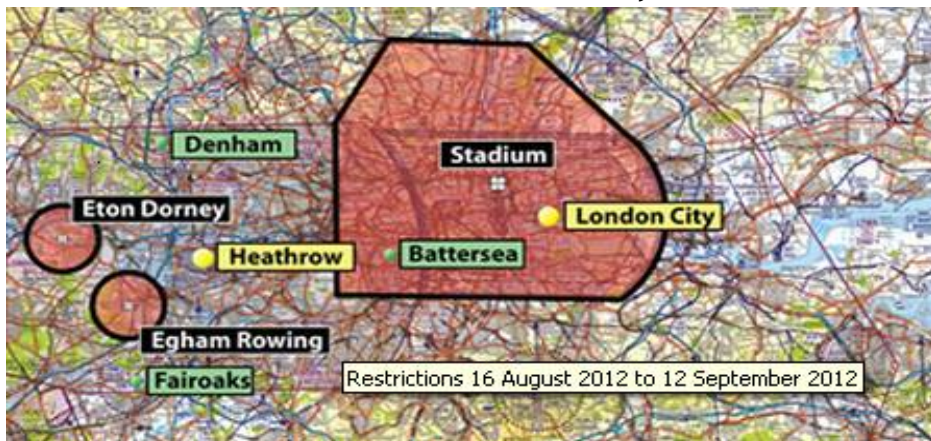 Denham
Stadium
Eton Dorney
London City
Heathrow
Battersea
Egham Rowing
Fairoaks
Restrictions 16 August 2012 to 12 September 2012